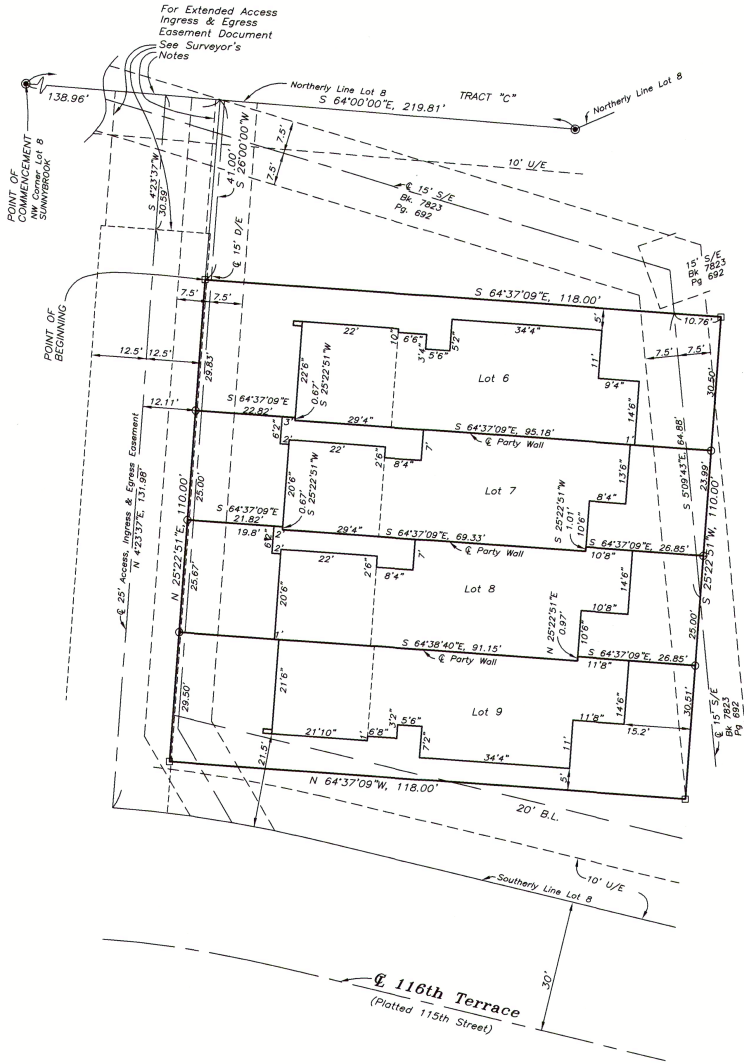 For Extended Access
Ingress & Egress
Easement Document
See Surveyor's
Notes
138.96'
Northerly Line Lot 8
S 64°00'00"E, 219.81'
TRACT "C"
Northerly Line Lot 8
POINT OF
COMMENCEMENT
NW Corner Lot 8
SUNNYBROOK
S 4°23'37"W
30.59'
41.00'
S 26°00'00"W
7.5'
7.5'
10' U/E
℄ 15' S/E
Bk. 7823
Pg. 692
℄ 15' D/E
15' S/E
Bk 7823
Pg 692
POINT OF
BEGINNING
7.5'
7.5'
S 64°37'09"E, 118.00'
10.76'
12.5'
12.5'
29.83'
22'
10"
6'6"
3'4"
5'6"
5'2"
34'4"
5'
11'
9'4"
14'6"
7.5'
7.5'
30.50'
Lot 6
22'6"
S 25°22'51"W
0.67'
12.11'
S 64°37'09"E
22.82'
3'
29'4"
S 64°37'09"E, 95.18'
℄ Party Wall
1'
64.88'
6'2"
2'
22'
2'6"
8'4"
7'
13'6"
23.99'
Lot 7
20'6"
S 25°22'51"W
0.67'
8'4"
S 25°22'51"W
1.01'
10'6"
S 5°09'43"E
110.00'
S 25°22'51"W,
℄ 25' Access, Ingress & Egress Easement
N 4°23'37"E, 131.98'
N 25°22'51"E, 110.00'
25.00'
S 64°37'09"E
21.82'
19.8'
6'2"
2'
2'
29'4"
S 64°37'09"E, 69.33'
℄ Party Wall
S 64°37'09"E, 26.85'
10'8"
22'
2'6"
8'4"
7'
14'6"
25.67'
Lot 8
20'6"
N 25°22'51"E
0.97'
10'8"
10'6"
25.00'
1'
S 64°38'40"E, 91.15'
℄ Party Wall
S 64°37'09"E, 26.85'
11'8"
21'6"
Lot 9
14'6"
30.51'
29.50'
21'10"
1'
6'8"
3'2"
5'6"
7'2"
34'4"
11'
11'8"
15.2'
5'
℄ 15' S/E
Bk 7823
Pg 692
21.5'
N 64°37'09"W, 118.00'
20' B.L.
10' U/E
Southerly Line Lot 8
30'
℄ 116th Terrace
(Platted 115th Street)